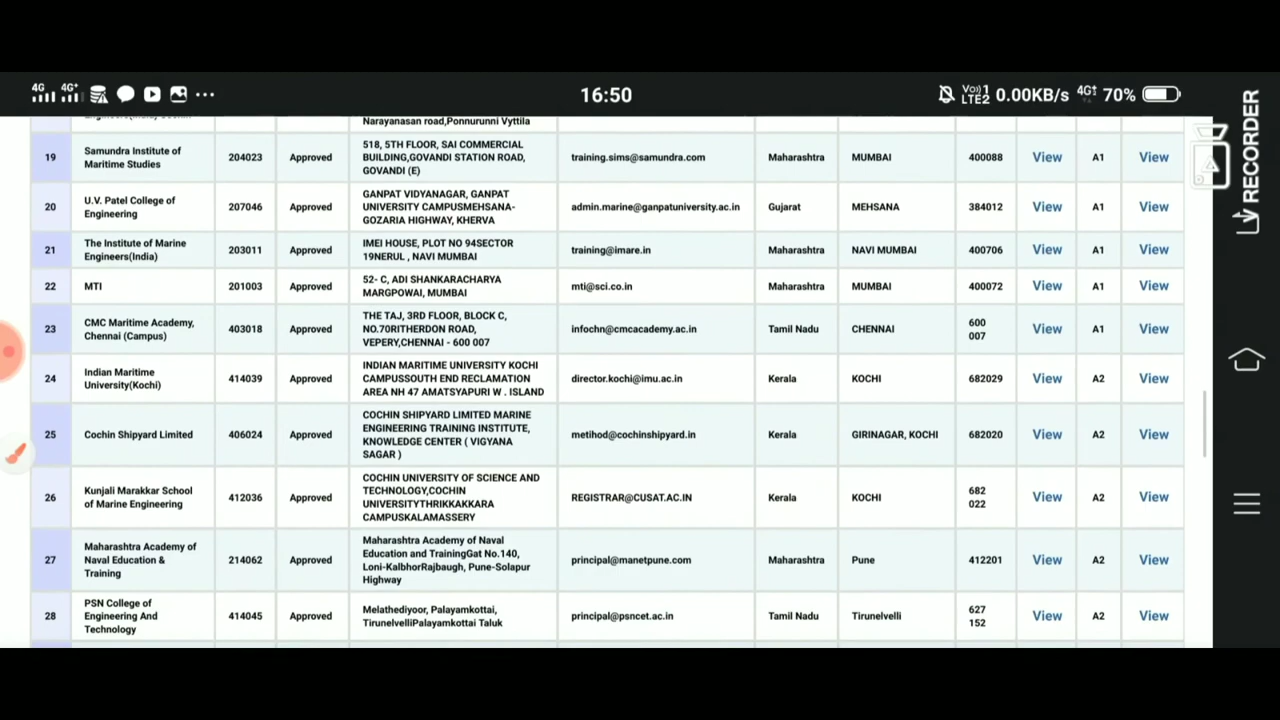 4G 4G+ 16:50 Vo) 1 LTE2 0.00KB/s 4G+ 70%
RECORDER
Narayanasan road,Ponnurunni Vyttila
19 Samundra Institute of Maritime Studies 204023 Approved 518, 5TH FLOOR, SAI COMMERCIAL BUILDING,GOVANDI STATION ROAD, GOVANDI (E) training.sims@samundra.com Maharashtra MUMBAI 400088 View A1 View
20 U.V. Patel College of Engineering 207046 Approved GANPAT VIDYANAGAR, GANPAT UNIVERSITY CAMPUSMEHSANA- GOZARIA HIGHWAY, KHERVA admin.marine@ganpatuniversity.ac.in Gujarat MEHSANA 384012 View A1 View
21 The Institute of Marine Engineers(India) 203011 Approved IMEI HOUSE, PLOT NO 94SECTOR 19NERUL , NAVI MUMBAI training@imare.in Maharashtra NAVI MUMBAI 400706 View A1 View
22 MTI 201003 Approved 52- C, ADI SHANKARACHARYA MARGPOWAI, MUMBAI mti@sci.co.in Maharashtra MUMBAI 400072 View A1 View
23 CMC Maritime Academy, Chennai (Campus) 403018 Approved THE TAJ, 3RD FLOOR, BLOCK C, NO.70RITHERDON ROAD, VEPERY,CHENNAI - 600 007 infochn@cmcacademy.ac.in Tamil Nadu CHENNAI 600 007 View A1 View
24 Indian Maritime University(Kochi) 414039 Approved INDIAN MARITIME UNIVERSITY KOCHI CAMPUSSOUTH END RECLAMATION AREA NH 47 AMATSYAPURI W . ISLAND director.kochi@imu.ac.in Kerala KOCHI 682029 View A2 View
25 Cochin Shipyard Limited 406024 Approved COCHIN SHIPYARD LIMITED MARINE ENGINEERING TRAINING INSTITUTE, KNOWLEDGE CENTER ( VIGYANA SAGAR ) metihod@cochinshipyard.in Kerala GIRINAGAR, KOCHI 682020 View A2 View
26 Kunjali Marakkar School of Marine Engineering 412036 Approved COCHIN UNIVERSITY OF SCIENCE AND TECHNOLOGY,COCHIN UNIVERSITYTHRIKKAKKARA CAMPUSKALAMASSERY REGISTRAR@CUSAT.AC.IN Kerala KOCHI 682 022 View A2 View
27 Maharashtra Academy of Naval Education & Training 214062 Approved Maharashtra Academy of Naval Education and TrainingGat No.140, Loni-KalbhorRajbaugh, Pune-Solapur Highway principal@manetpune.com Maharashtra Pune 412201 View A2 View
28 PSN College of Engineering And Technology 414045 Approved Melathediyoor, Palayamkottai, TirunelvelliPalayamkottai Taluk principal@psncet.ac.in Tamil Nadu Tirunelvelli 627 152 View A2 View